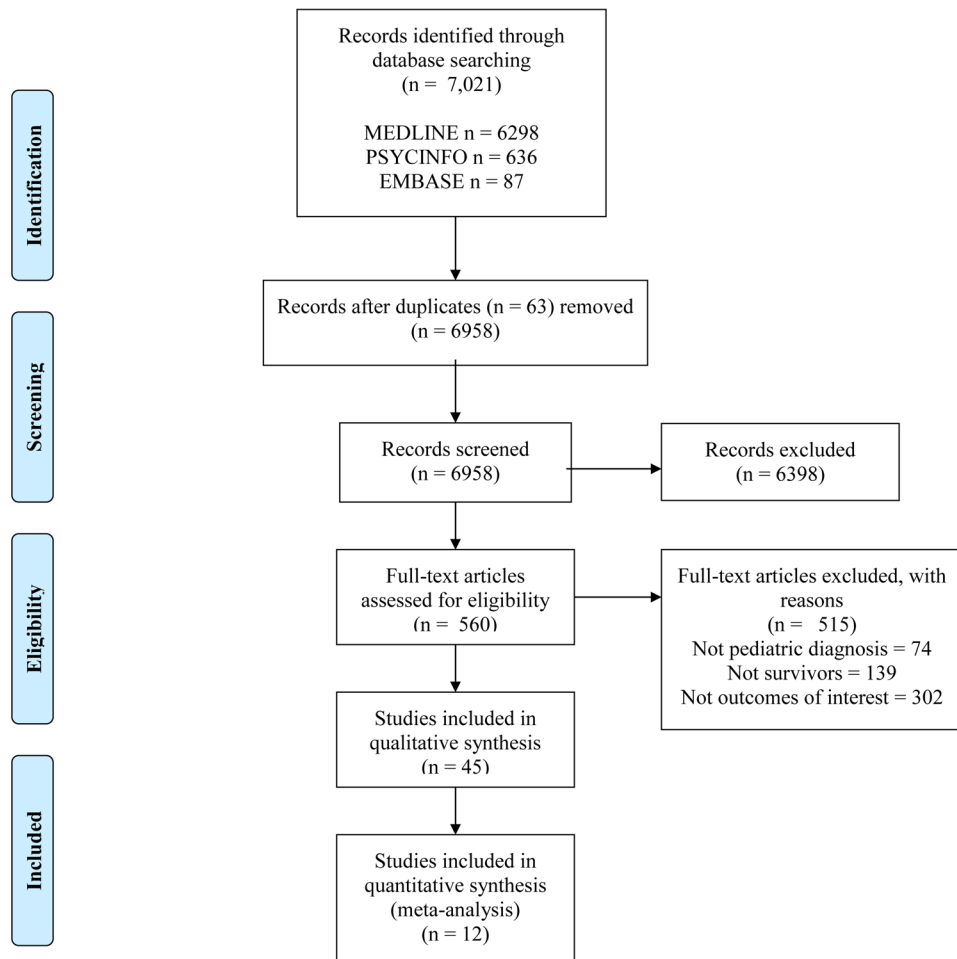 Identification
Records identified through
database searching
(n = 7,021)
MEDLINE n = 6298
PSYCINFO n = 636
EMBASE n = 87
Records after duplicates (n = 63) removed
(n = 6958)
Screening
Records screened
(n = 6958)
Records excluded
(n = 6398)
Eligibility
Full-text articles
assessed for eligibility
(n = 560)
Full-text articles excluded, with
reasons
(n = 515)
Not pediatric diagnosis = 74
Not survivors = 139
Not outcomes of interest = 302
Studies included in
qualitative synthesis
(n = 45)
Included
Studies included in
quantitative synthesis
(meta-analysis)
(n = 12)